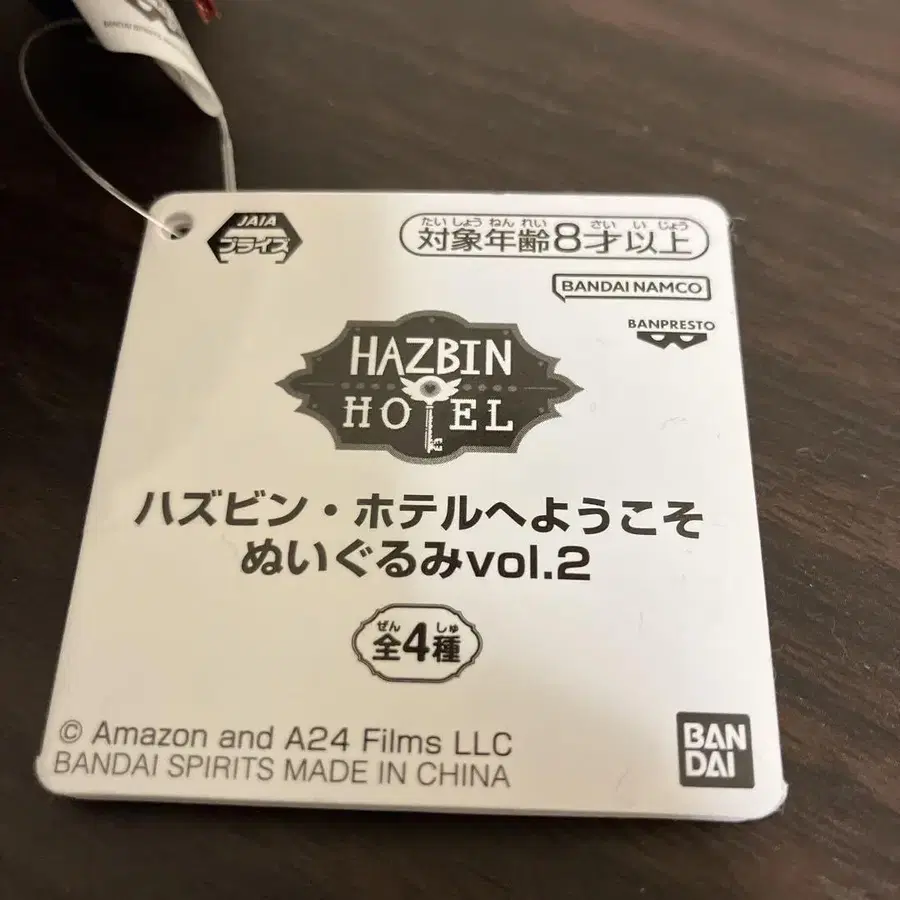 BANDAI SPIRITS
JAIA
プライズ
たいしょうねんれい さいいじょう
対象年齢8才以上
BANDAI NAMCO
BANPRESTO
HAZBIN
HOTEL
ハズビン・ホテルへようこそ
ぬいぐるみvol.2
ぜん しゅ
全4種
© Amazon and A24 Films LLC
BANDAI SPIRITS MADE IN CHINA
BAN
DAI